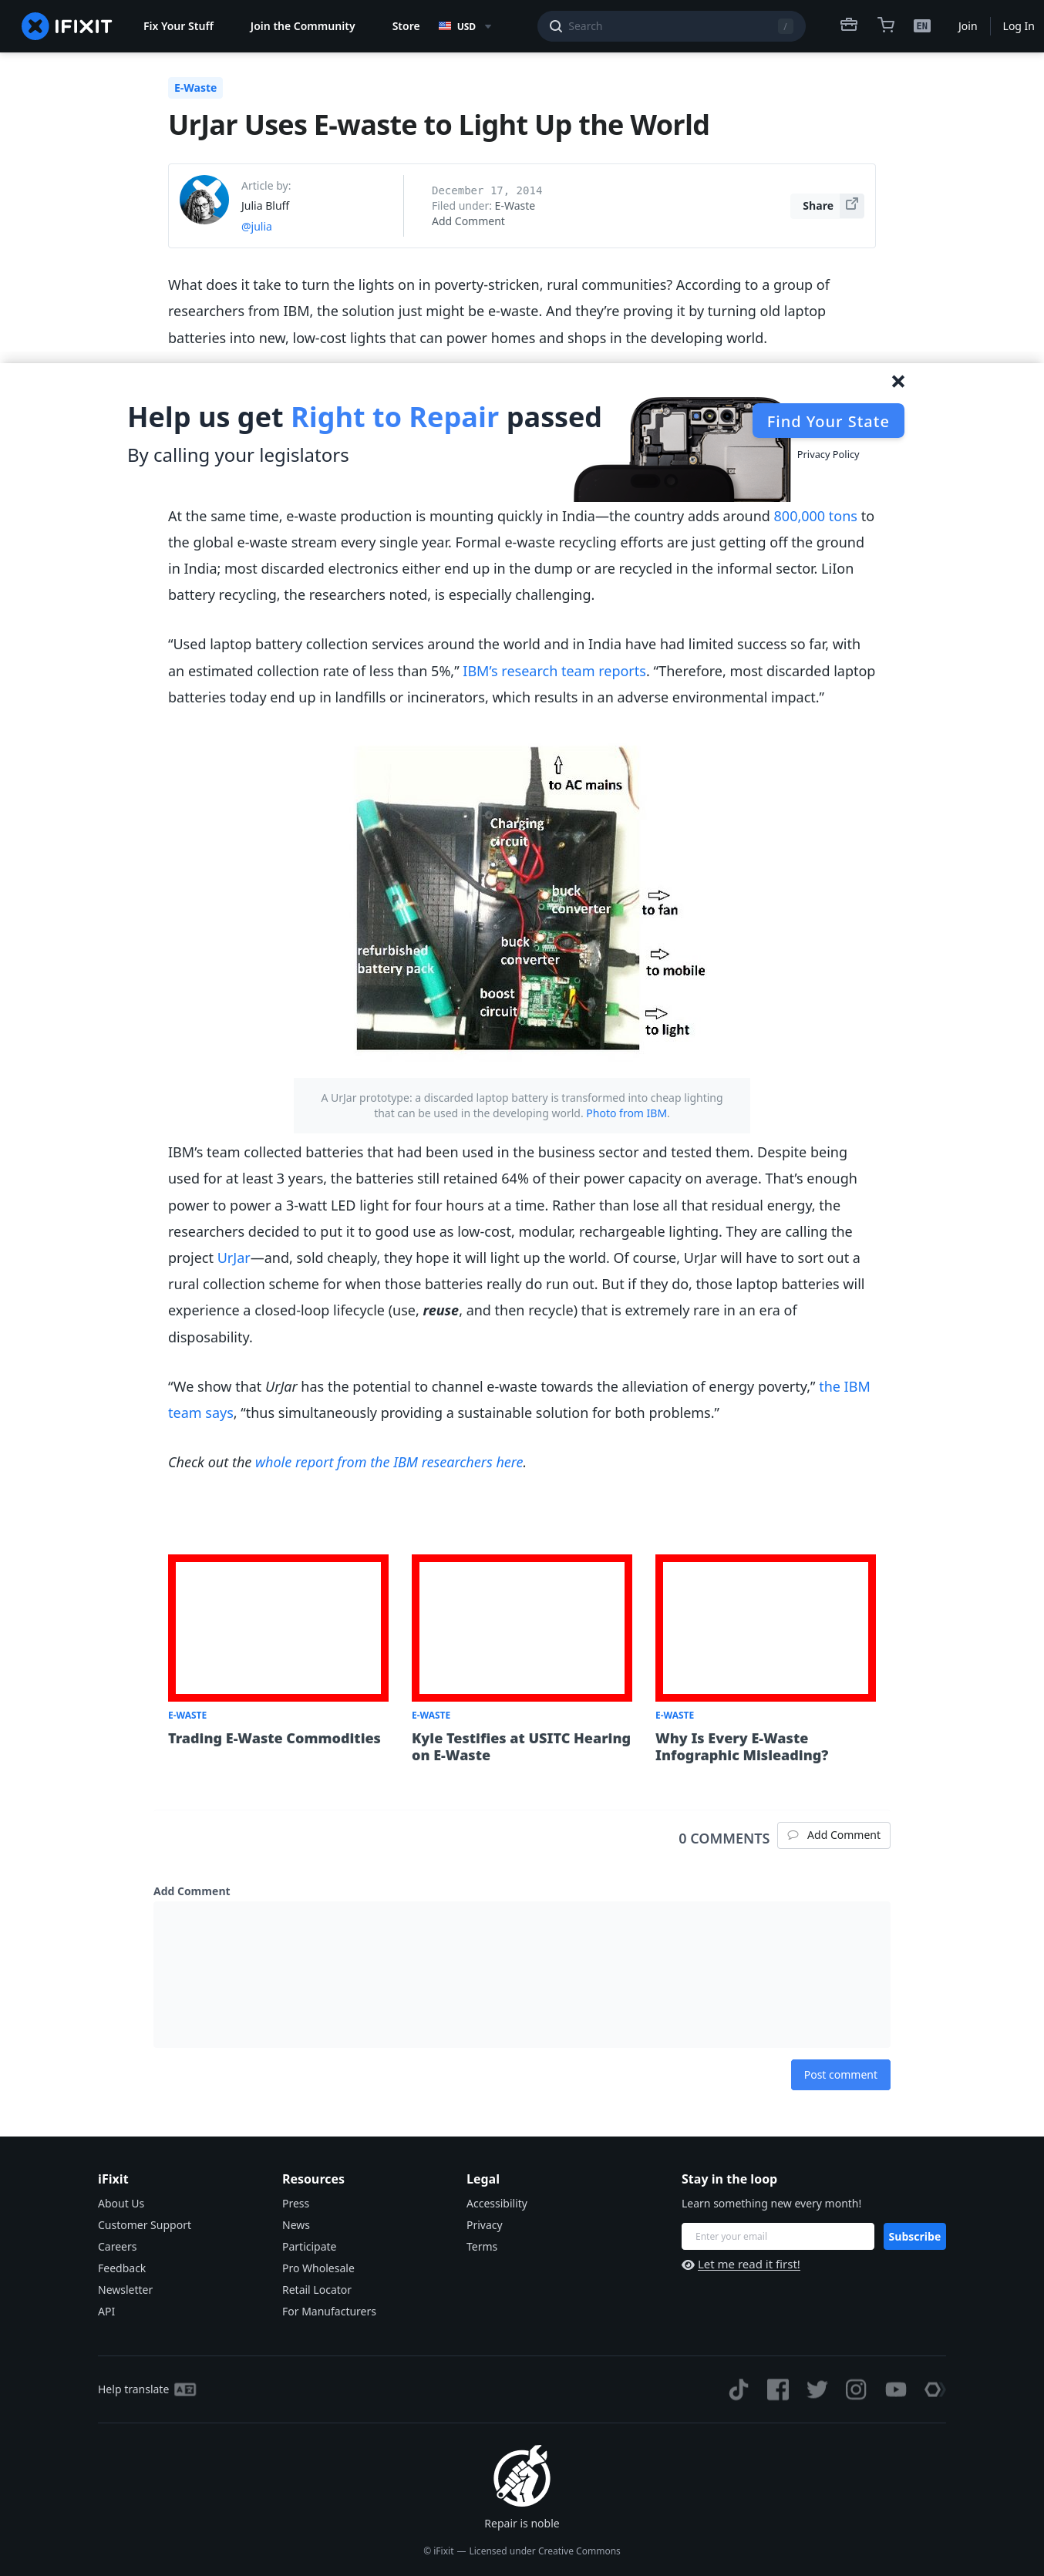 IFIXIT
Fix Your Stuff
Join the Community
Store
USD
Search
/
EN
Join
Log In
E-Waste
UrJar Uses E-waste to Light Up the World
Article by:
Julia Bluff
@julia
December 17, 2014
Filed under: E-Waste
Add Comment
Share
What does it take to turn the lights on in poverty-stricken, rural communities? According to a group of
researchers from IBM, the solution just might be e-waste. And they’re proving it by turning old laptop
batteries into new, low-cost lights that can power homes and shops in the developing world.
Help us get Right to Repair passed
By calling your legislators
Find Your State
Privacy Policy
At the same time, e-waste production is mounting quickly in India—the country adds around 800,000 tons to
the global e-waste stream every single year. Formal e-waste recycling efforts are just getting off the ground
in India; most discarded electronics either end up in the dump or are recycled in the informal sector. LiIon
battery recycling, the researchers noted, is especially challenging.
“Used laptop battery collection services around the world and in India have had limited success so far, with
an estimated collection rate of less than 5%,” IBM’s research team reports. “Therefore, most discarded laptop
batteries today end up in landfills or incinerators, which results in an adverse environmental impact.”
to AC mains
Charging
circuit
buck
converter
to fan
refurbished
battery pack
buck
converter
to mobile
boost
circuit
to light
A UrJar prototype: a discarded laptop battery is transformed into cheap lighting
that can be used in the developing world. Photo from IBM.
IBM’s team collected batteries that had been used in the business sector and tested them. Despite being
used for at least 3 years, the batteries still retained 64% of their power capacity on average. That’s enough
power to power a 3-watt LED light for four hours at a time. Rather than lose all that residual energy, the
researchers decided to put it to good use as low-cost, modular, rechargeable lighting. They are calling the
project UrJar—and, sold cheaply, they hope it will light up the world. Of course, UrJar will have to sort out a
rural collection scheme for when those batteries really do run out. But if they do, those laptop batteries will
experience a closed-loop lifecycle (use, reuse, and then recycle) that is extremely rare in an era of
disposability.
“We show that UrJar has the potential to channel e-waste towards the alleviation of energy poverty,” the IBM
team says, “thus simultaneously providing a sustainable solution for both problems.”
Check out the whole report from the IBM researchers here.
E-WASTE
Trading E-Waste Commodities
E-WASTE
Kyle Testifies at USITC Hearing
on E-Waste
E-WASTE
Why Is Every E-Waste
Infographic Misleading?
0 COMMENTS
Add Comment
Add Comment
Post comment
iFixit
About Us
Customer Support
Careers
Feedback
Newsletter
API
Resources
Press
News
Participate
Pro Wholesale
Retail Locator
For Manufacturers
Legal
Accessibility
Privacy
Terms
Stay in the loop
Learn something new every month!
Enter your email
Subscribe
Let me read it first!
Help translate
Repair is noble
© iFixit — Licensed under Creative Commons